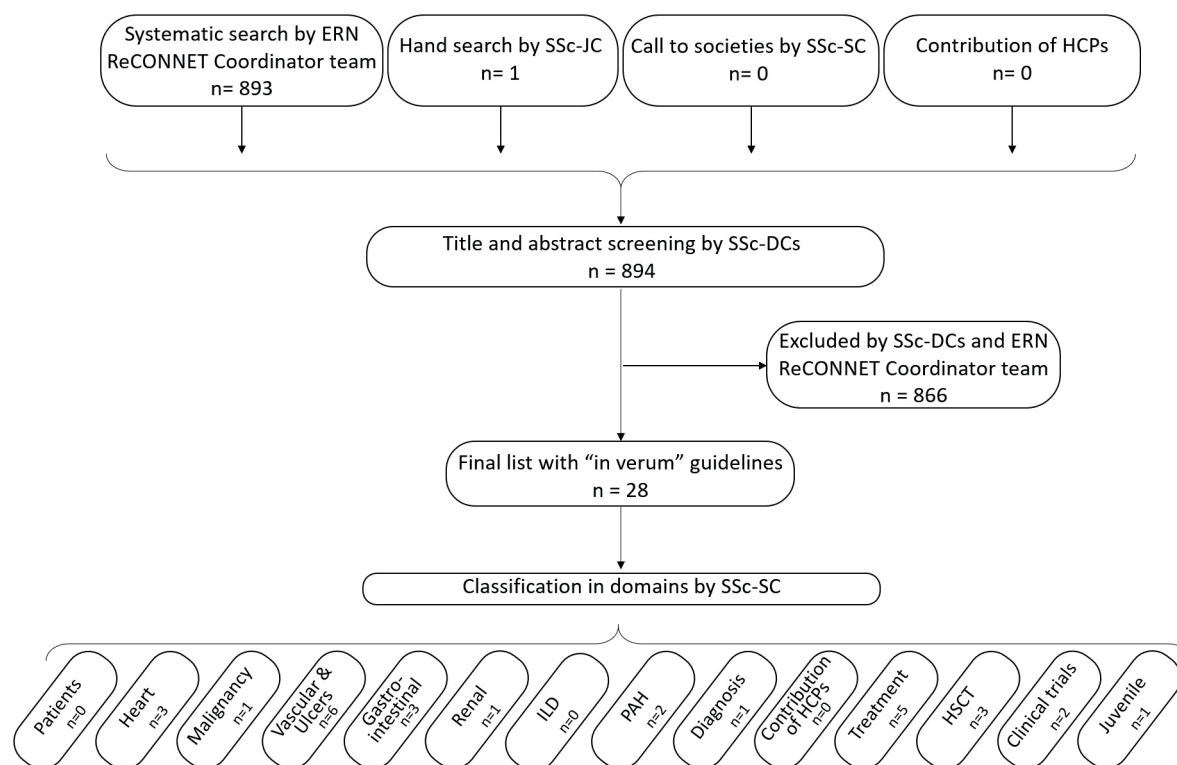 Systematic search by ERN
ReCONNET Coordinator team
n= 893
Hand search by SSc-JC
n= 1
Call to societies by SSc-SC
n= 0
Contribution of HCPs
n= 0
Title and abstract screening by SSc-DCs
n = 894
Excluded by SSc-DCs and ERN
ReCONNET Coordinator team
n = 866
Final list with “in verum” guidelines
n = 28
Classification in domains by SSc-SC
Patients
n=0
Heart
n=3
Malignancy
n=1
Vascular &
Ulcers
n=6
Gastro-
intestinal
n=3
Renal
n=1
ILD
n=0
PAH
n=2
Diagnosis
n=1
Contribution
of HCPs
n=0
Treatment
n=5
HSCT
n=3
Clinical trials
n=2
Juvenile
n=1